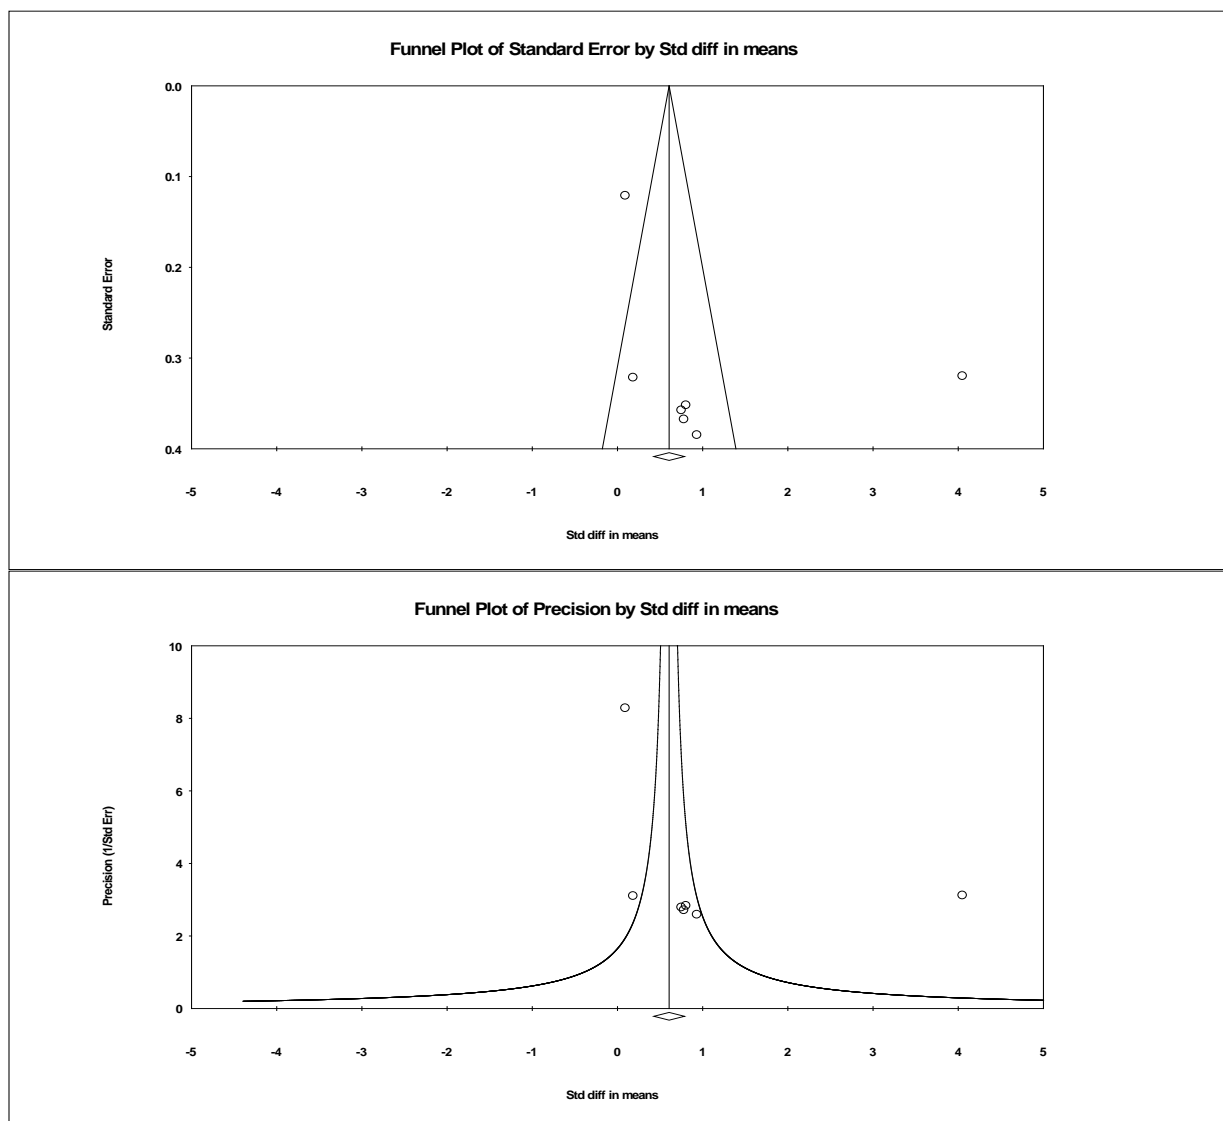 Funnel Plot of Standard Error by Std diff in means
0.0
0.1
0.2
0.3
0.4
Standard Error
-5 -4 -3 -2 -1 0 1 2 3 4 5
Std diff in means
Funnel Plot of Precision by Std diff in means
10
8
6
4
2
0
Precision (1/Std Err)
-5 -4 -3 -2 -1 0 1 2 3 4 5
Std diff in means